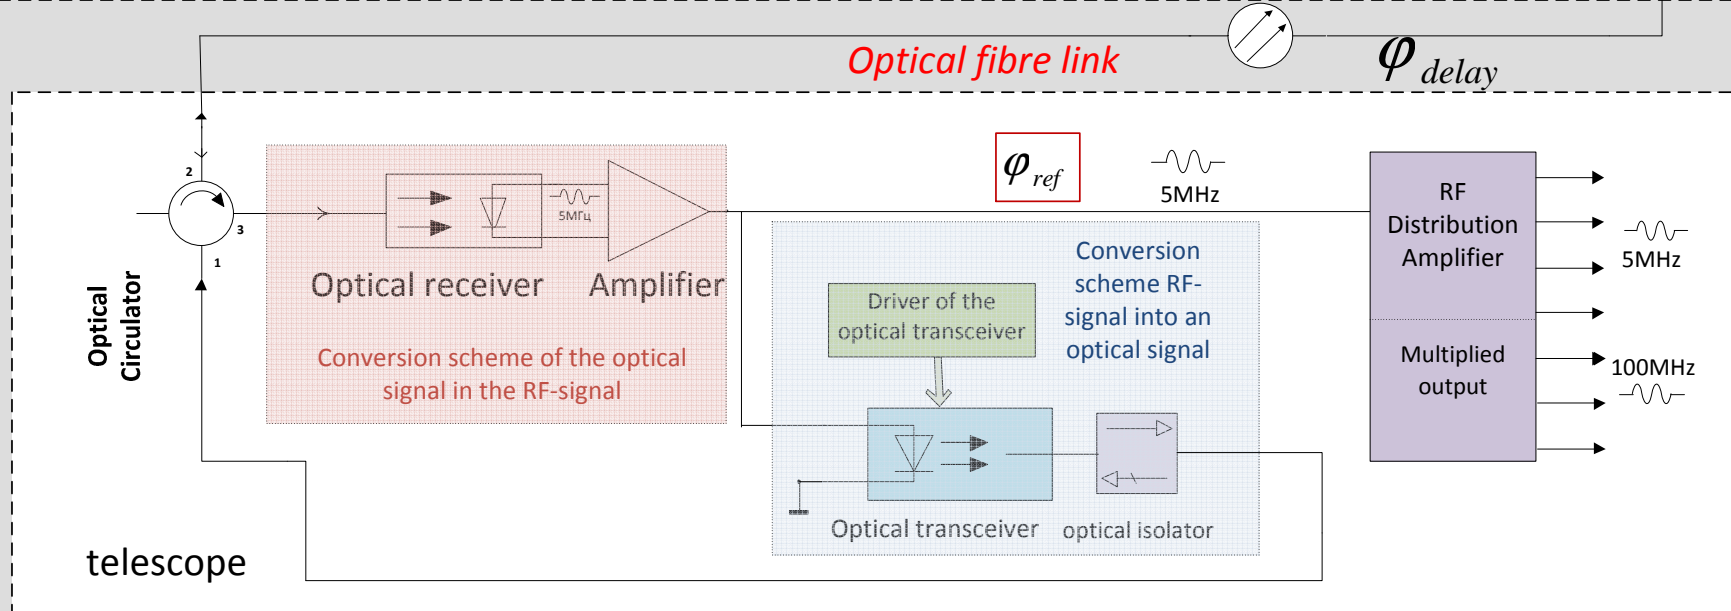 Optical fibre link
φ delay
2
3
1
Optical
Circulator
5МГц
Optical receiver
Amplifier
Conversion scheme of the optical
signal in the RF-signal
φ ref
5MHz
Conversion
scheme RF-
signal into an
optical signal
Driver of the
optical transceiver
Optical transceiver
optical isolator
RF
Distribution
Amplifier
Multiplied
output
5MHz
100MHz
telescope